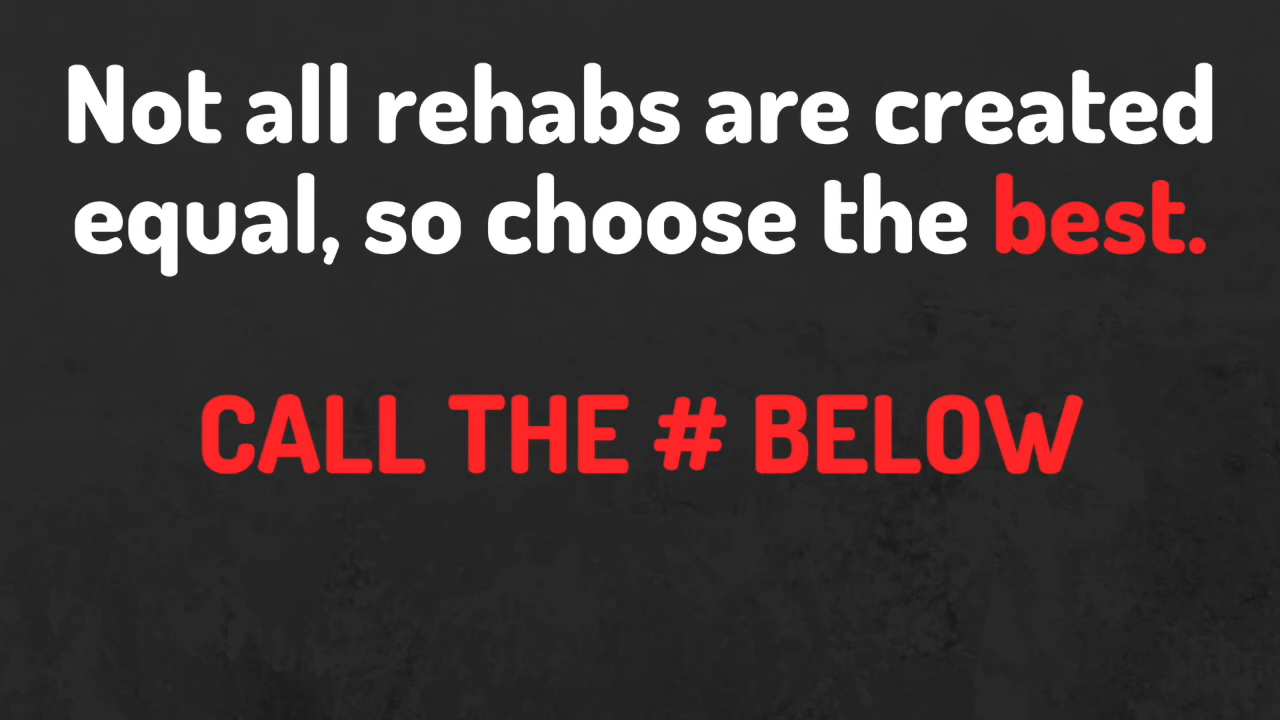 Not all rehabs are created
equal, so choose the best.
CALL THE # BELOW